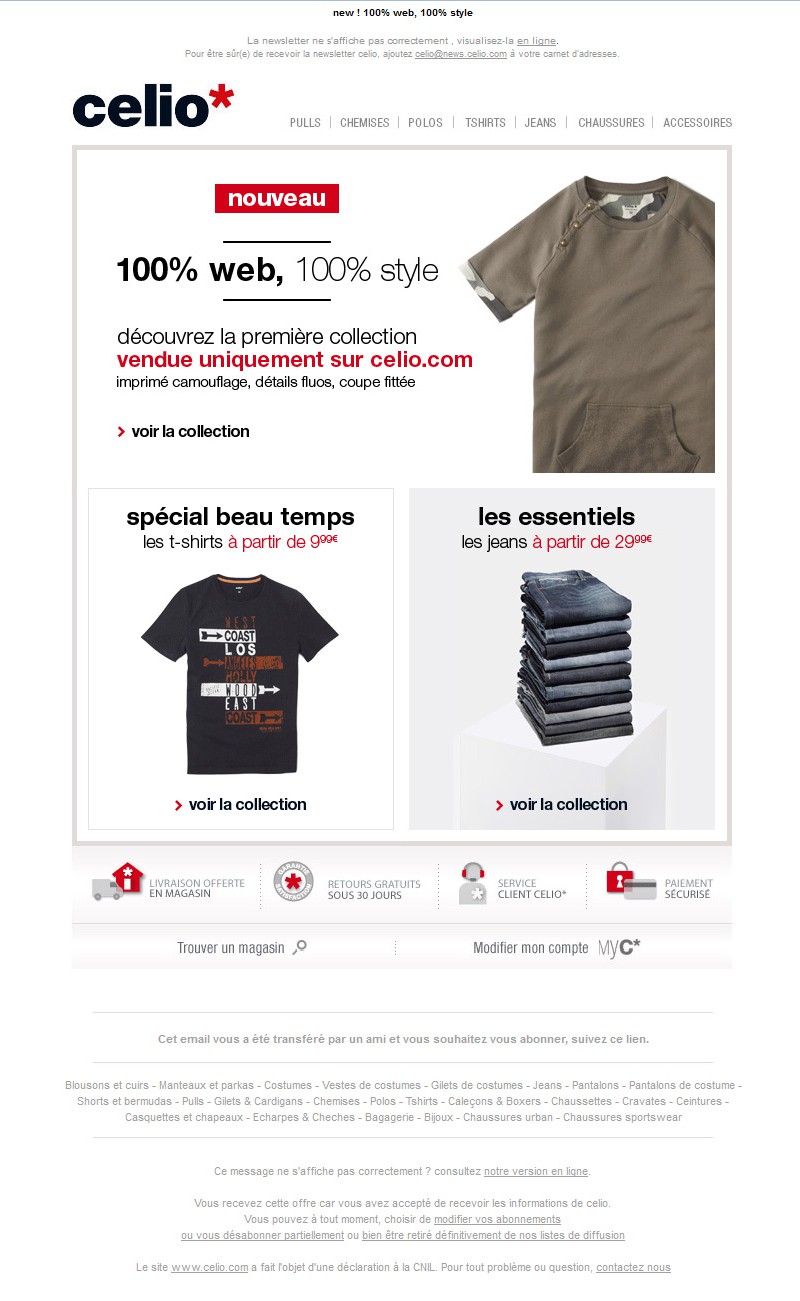 new ! 100% web, 100% style
La newsletter ne s'affiche pas correctement , visualisez-la en ligne.
Pour être sûr(e) de recevoir la newsletter celio, ajoutez celio@news.celio.com à votre carnet d'adresses.
celio*
PULLS | CHEMISES | POLOS | TSHIRTS | JEANS | CHAUSSURES | ACCESSOIRES
nouveau
100% web, 100% style
découvrez la première collection
vendue uniquement sur celio.com
imprimé camouflage, détails fluos, coupe fittée
voir la collection
spécial beau temps
les t-shirts à partir de 999€
WEST
COAST
LOS
ANGELES
HOLLY
WOOD
EAST
COAST
voir la collection
les essentiels
les jeans à partir de 2999€
voir la collection
LIVRAISON OFFERTE
EN MAGASIN
GARANTIE
SATISFACTION
RETOURS GRATUITS
SOUS 30 JOURS
SERVICE
CLIENT CELIO*
PAIEMENT
SÉCURISÉ
Trouver un magasin
Modifier mon compte MYC*
Cet email vous a été transféré par un ami et vous souhaitez vous abonner, suivez ce lien.
Blousons et cuirs - Manteaux et parkas - Costumes - Vestes de costumes - Gilets de costumes - Jeans - Pantalons - Pantalons de costume -
Shorts et bermudas - Pulls - Gilets & Cardigans - Chemises - Polos - Tshirts - Caleçons & Boxers - Chaussettes - Cravates - Ceintures -
Casquettes et chapeaux - Echarpes & Cheches - Bagagerie - Bijoux - Chaussures urban - Chaussures sportswear
Ce message ne s'affiche pas correctement ? consultez notre version en ligne.
Vous recevez cette offre car vous avez accepté de recevoir les informations de celio.
Vous pouvez à tout moment, choisir de modifier vos abonnements
ou vous désabonner partiellement ou bien être retiré définitivement de nos listes de diffusion
Le site www.celio.com a fait l'objet d'une déclaration à la CNIL. Pour tout problème ou question, contactez nous